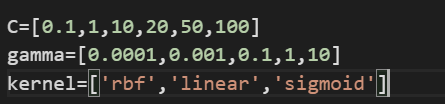 C=[0.1,1,10,20,50,100]
gamma=[0.0001,0.001,0.1,1,10]
kernel=['rbf','linear','sigmoid']